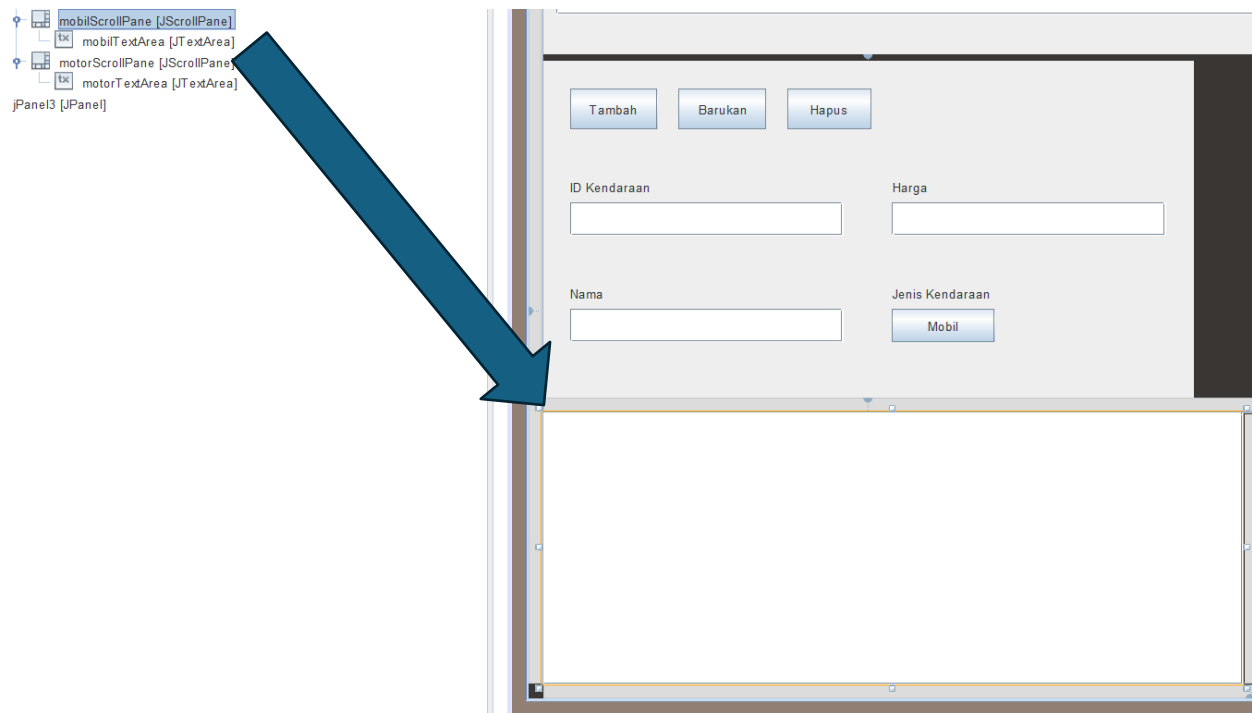 mobilScrollPane [JScrollPane]
mobilTextArea [JTextArea]
motorScrollPane [JScrollPane]
motorTextArea [JTextArea]
jPanel3 [JPanel]
Tambah Barukan Hapus
ID Kendaraan Harga
Nama Jenis Kendaraan
Mobil